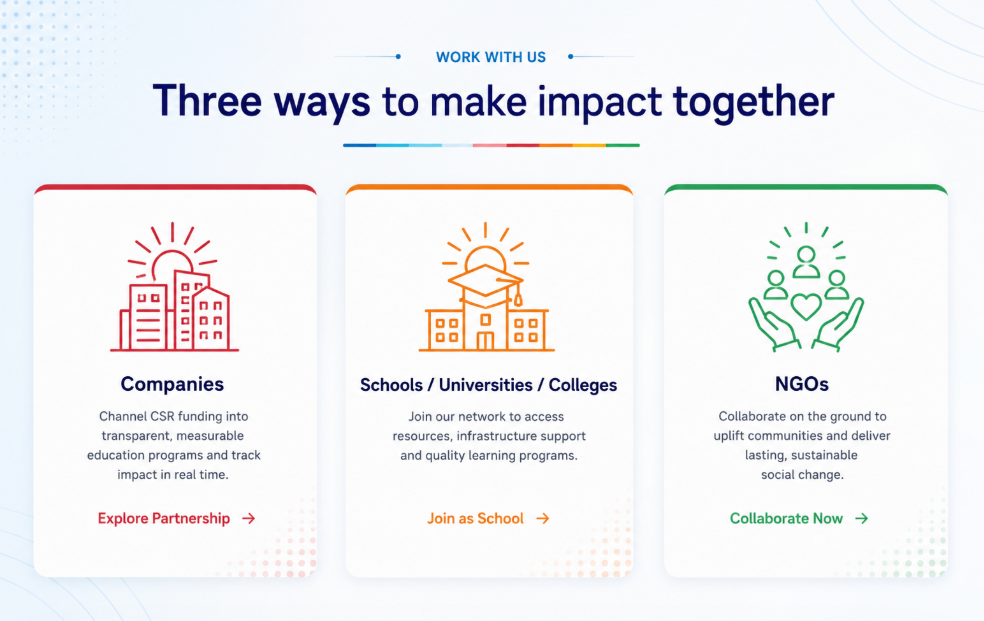 WORK WITH US
Three ways to make impact together
Companies
Channel CSR funding into
transparent, measurable
education programs and track
impact in real time.
Explore Partnership →
Schools / Universities / Colleges
Join our network to access
resources, infrastructure support
and quality learning programs.
Join as School →
NGOs
Collaborate on the ground to
uplift communities and deliver
lasting, sustainable
social change.
Collaborate Now →